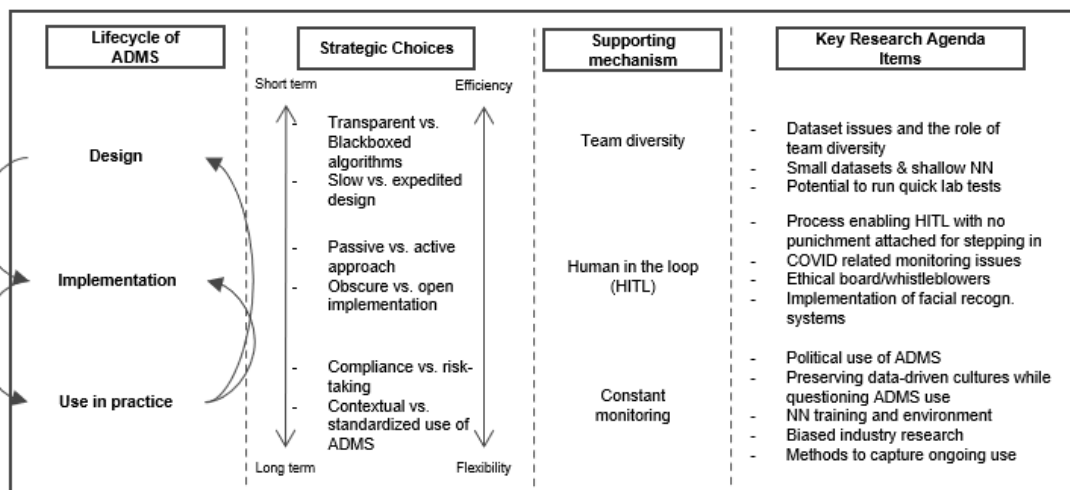 Lifecycle of
ADMS
Strategic Choices
Supporting
mechanism
Key Research Agenda
Items
Short term
Efficiency
Design
- Transparent vs.
Blackboxed
algorithms
- Slow vs. expedited
design
Team diversity
- Dataset issues and the role of
team diversity
- Small datasets & shallow NN
- Potential to run quick lab tests
Implementation
- Passive vs. active
approach
- Obscure vs. open
implementation
Human in the loop
(HITL)
- Process enabling HITL with no
punichment attached for stepping in
- COVID related monitoring issues
- Ethical board/whistleblowers
- Implementation of facial recogn.
systems
Use in practice
- Compliance vs. risk-
taking
- Contextual vs.
standardized use of
ADMS
Constant
monitoring
- Political use of ADMS
- Preserving data-driven cultures while
questioning ADMS use
- NN training and environment
- Biased industry research
- Methods to capture ongoing use
Long term
Flexibility